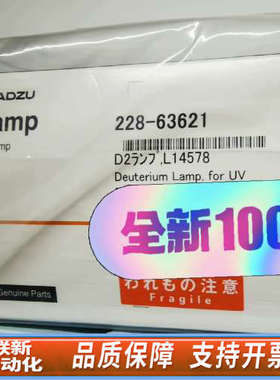 ADZU
amp
mp
228-63621
D2ランプ,L14578
Deuterium Lamp, for UV
全新100
われもの注意
Fragile
Genuine Parts
联新
动化
品质保障 支持开票